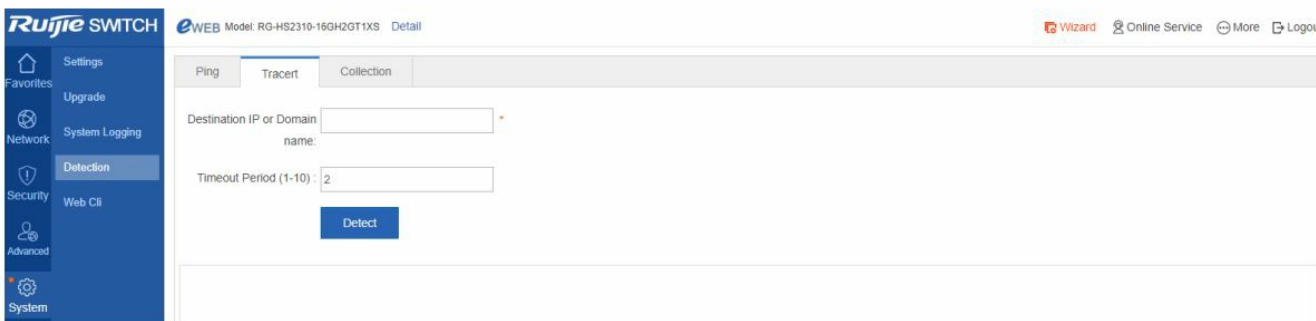 Ruijie SWITCH
eWEB Model: RG-HS2310-16GH2GT1XS Detail
Wizard Online Service More Logou
Favorites
Network
Security
Advanced
System
Settings
Upgrade
System Logging
Detection
Web Cli
Ping Tracert Collection
Destination IP or Domain
name:
*
Timeout Period (1-10) : 2
Detect